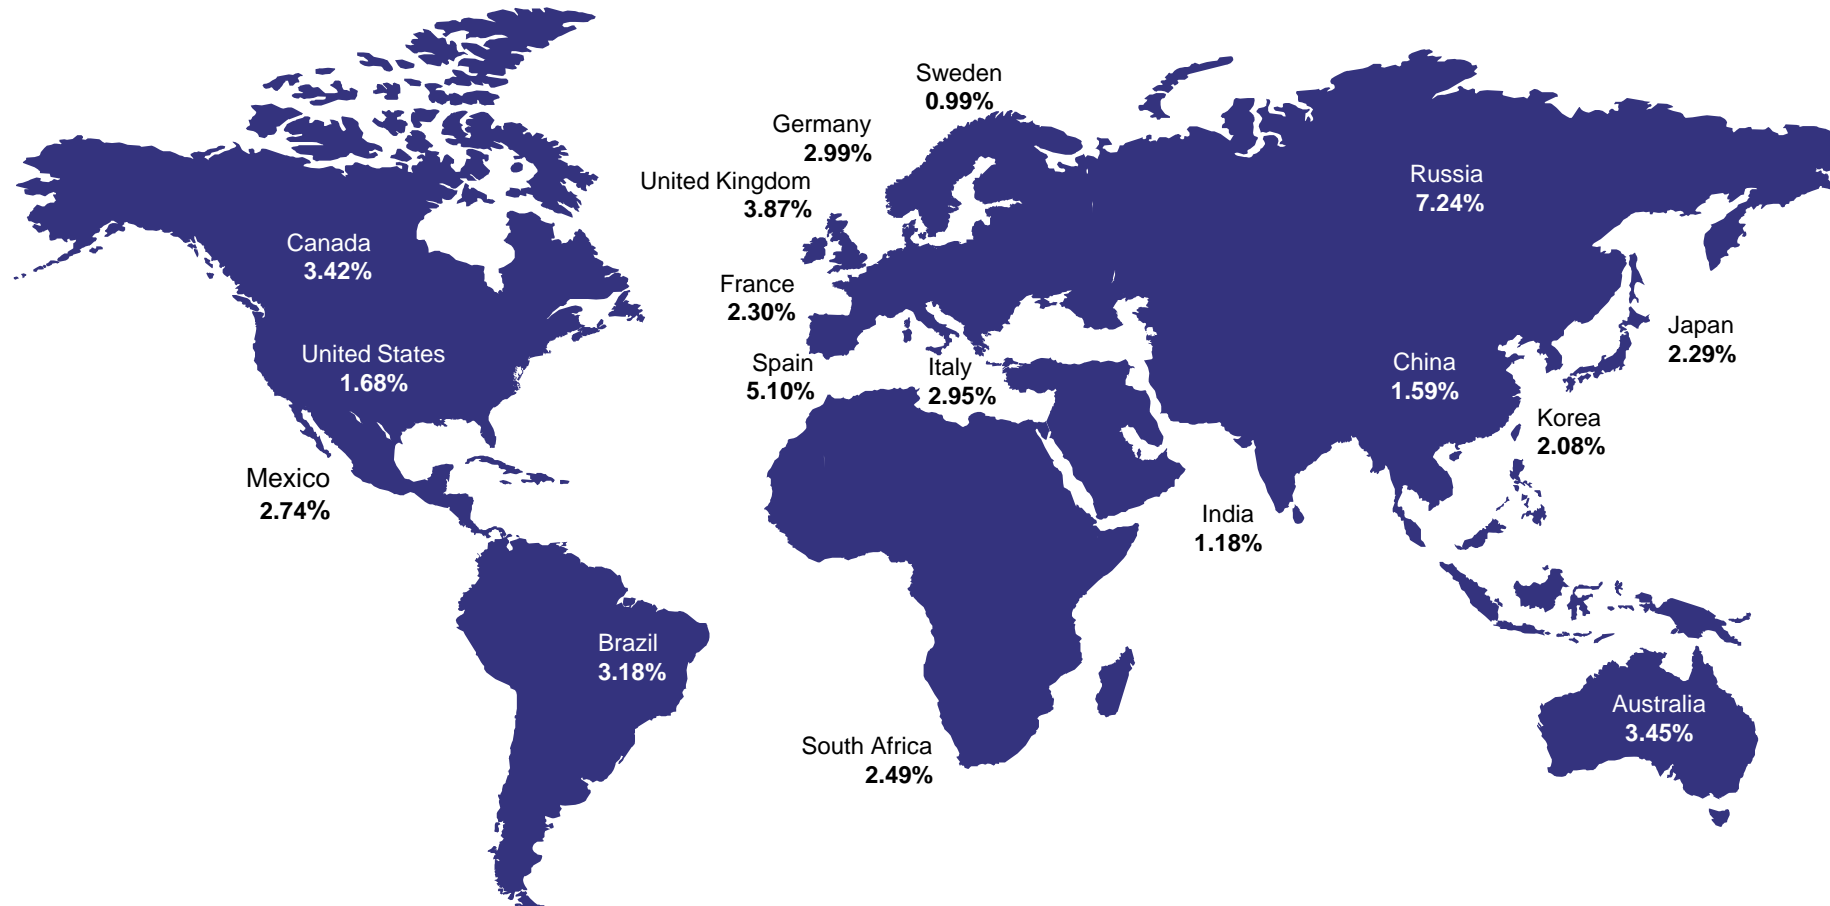 Sweden
0.99%
Germany
2.99%
United Kingdom
3.87%
Russia
7.24%
Canada
3.42%
France
2.30%
Japan
2.29%
United States
1.68%
Spain
5.10%
Italy
2.95%
China
1.59%
Korea
2.08%
Mexico
2.74%
India
1.18%
Brazil
3.18%
Australia
3.45%
South Africa
2.49%